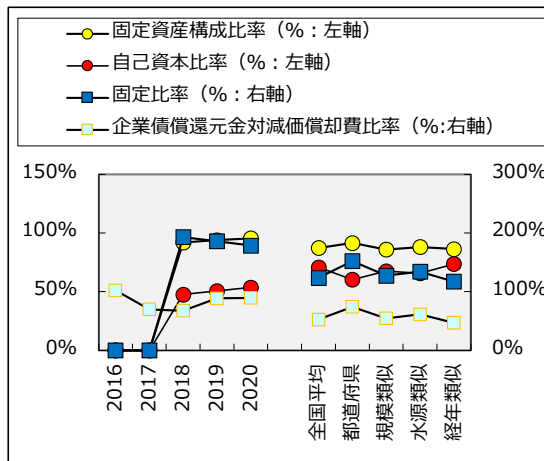 固定資産構成比率（%：左軸）
自己資本比率（%：左軸）
固定比率（%：右軸）
企業債償還元金対減価償却費比率（%:右軸）
150% 300%
100% 200%
50% 100%
0% 0%
2016
2017
2018
2019
2020
全国平均
都道府県
規模類似
水源類似
経年類似